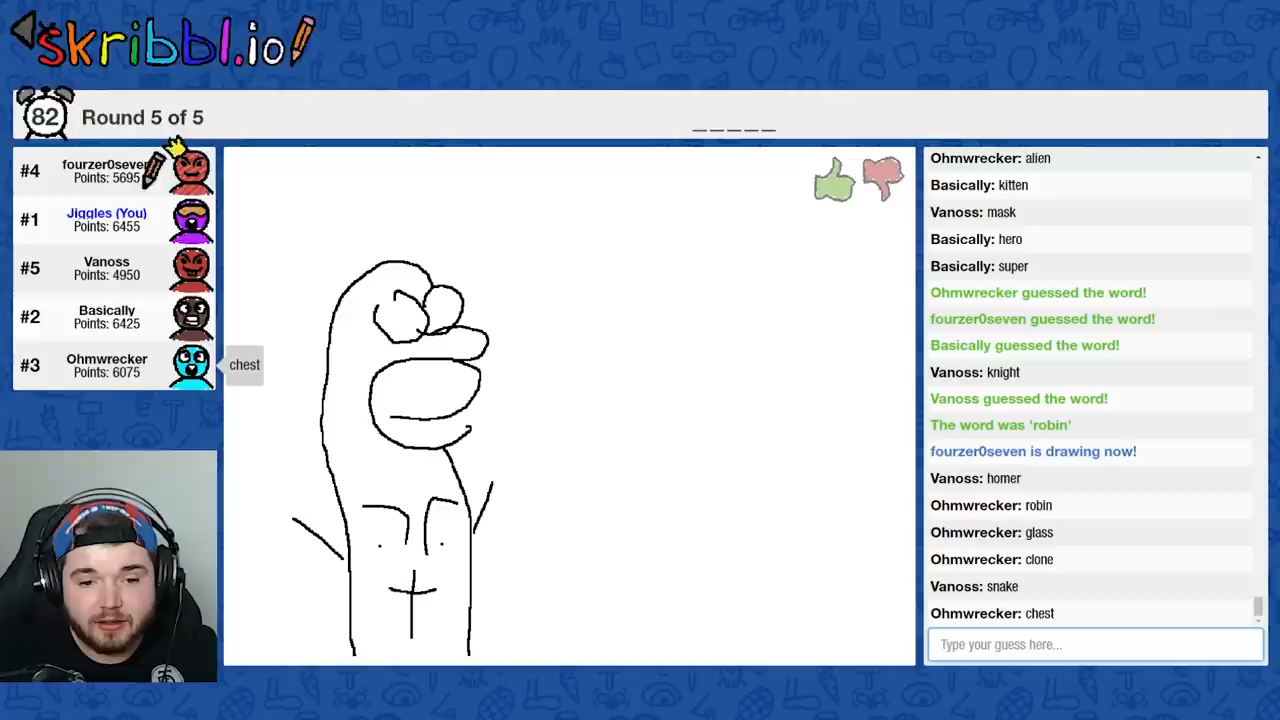 skribbl.io
82
Round 5 of 5
_ _ _ _ _
#4
fourzer0seven
Points: 5695
#1
Jiggles (You)
Points: 6455
#5
Vanoss
Points: 4950
#2
Basically
Points: 6425
#3
Ohmwrecker
Points: 6075
chest
Ohmwrecker: alien
Basically: kitten
Vanoss: mask
Basically: hero
Basically: super
Ohmwrecker guessed the word!
fourzer0seven guessed the word!
Basically guessed the word!
Vanoss: knight
Vanoss guessed the word!
The word was 'robin'
fourzer0seven is drawing now!
Vanoss: homer
Ohmwrecker: robin
Ohmwrecker: glass
Ohmwrecker: clone
Vanoss: snake
Ohmwrecker: chest
Type your guess here...